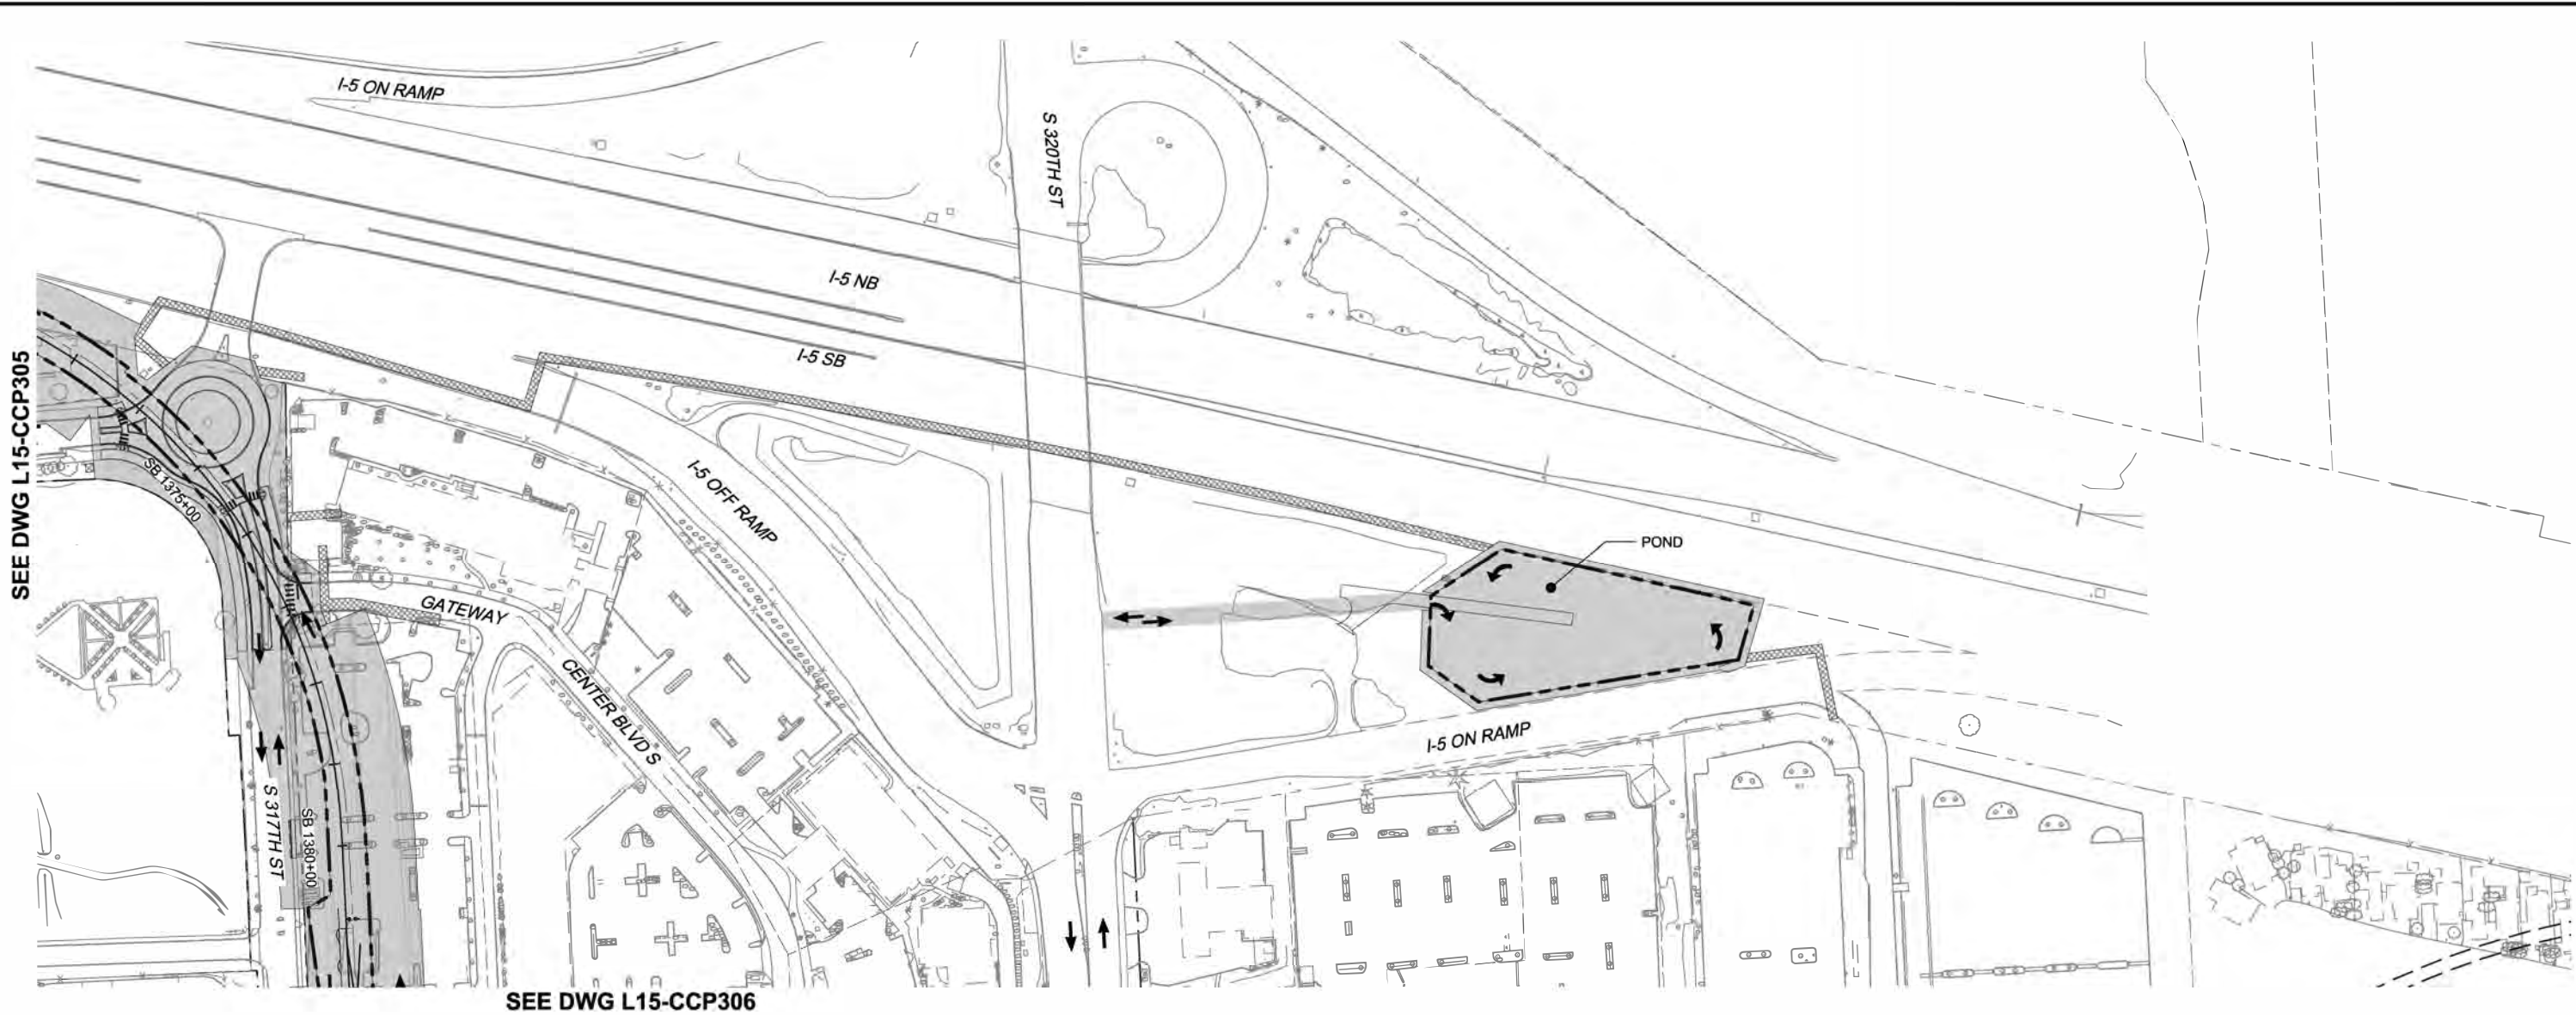 I-5 ON RAMP
S 320TH ST
I-5 NB
I-5 SB
SEE DWG L15-CCP305
SB 1375+00
I-5 OFF RAMP
POND
GATEWAY
CENTER BLVD S
I-5 ON RAMP
S 317TH ST
SB 1380+00
SEE DWG L15-CCP306